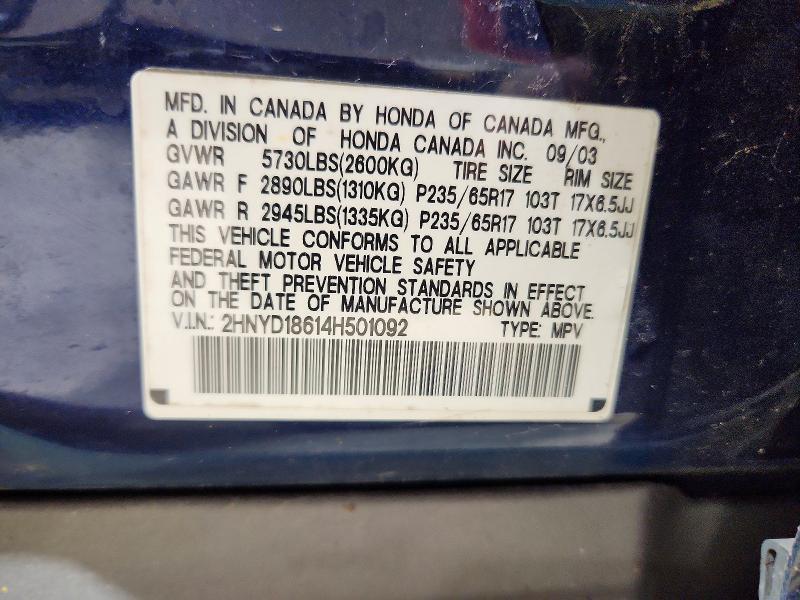 MFD. IN CANADA BY HONDA OF CANADA MFG.,
A DIVISION OF HONDA CANADA INC. 09/03
GVWR 5730LBS(2600KG) TIRE SIZE RIM SIZE
GAWR F 2890LBS(1310KG) P235/65R17 103T 17X6.5JJ
GAWR R 2945LBS(1335KG) P235/65R17 103T 17X6.5JJ
THIS VEHICLE CONFORMS TO ALL APPLICABLE
FEDERAL MOTOR VEHICLE SAFETY
AND THEFT PREVENTION STANDARDS IN EFFECT
ON THE DATE OF MANUFACTURE SHOWN ABOVE.
V.I.N.: 2HNYD18614H501092 TYPE: MPV